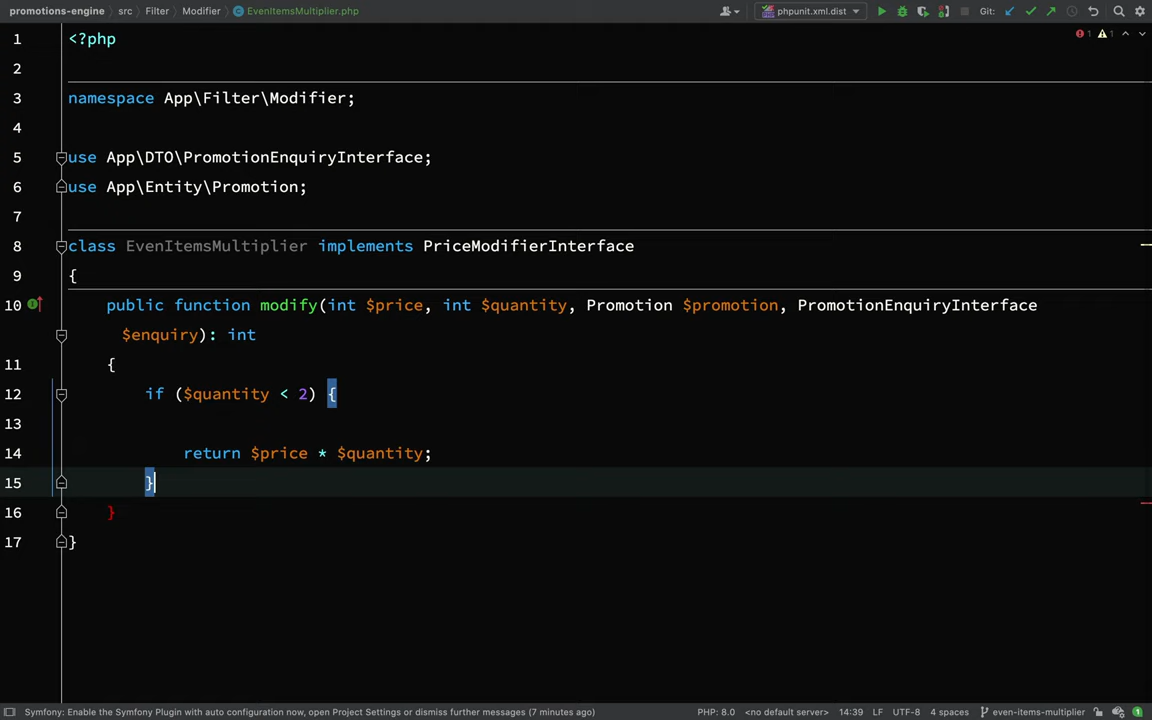 promotions-engine src Filter Modifier EvenItemsMultiplier.php phpunit.xml.dist Git:
1 <?php
1 1
2
3 namespace App\Filter\Modifier;
4
5 use App\DTO\PromotionEnquiryInterface;
6 use App\Entity\Promotion;
7
8 class EvenItemsMultiplier implements PriceModifierInterface
9 {
10 public function modify(int $price, int $quantity, Promotion $promotion, PromotionEnquiryInterface
$enquiry): int
11 {
12 if ($quantity < 2) {
13
14 return $price * $quantity;
15 }
16 }
17 }
Symfony: Enable the Symfony Plugin with auto configuration now, open Project Settings or dismiss further messages (7 minutes ago) PHP: 8.0 <no default server> 14:39 LF UTF-8 4 spaces even-items-multiplier 1